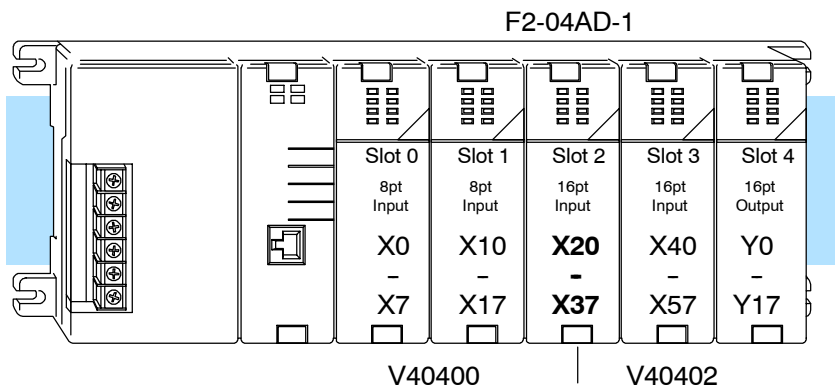 F2-04AD-1
Slot 0 Slot 1 Slot 2 Slot 3 Slot 4
8pt 8pt 16pt 16pt 16pt
Input Input Input Input Output
X0 X10 X20 X40 Y0
– – - – –
X7 X17 X37 X57 Y17
V40400 V40402